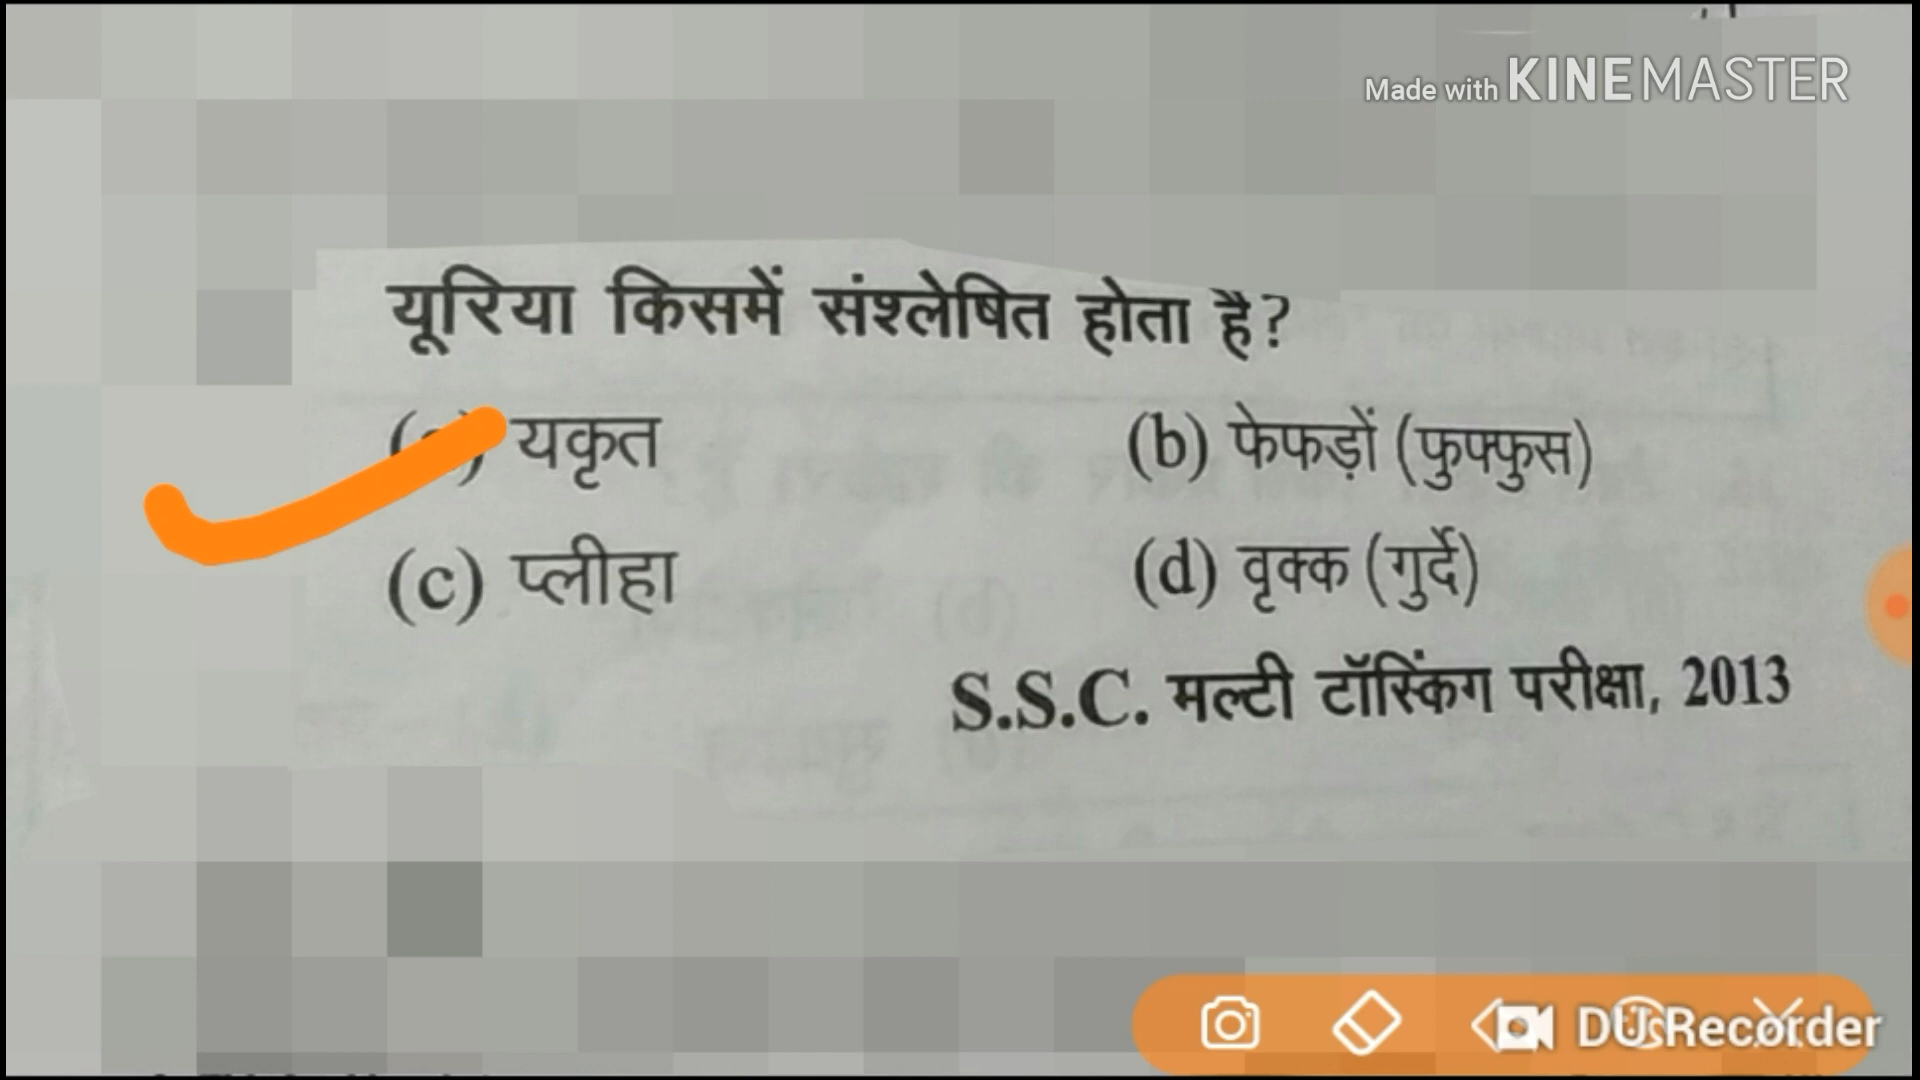 Made with KINEMASTER
यूरिया किसमें संश्लेषित होता है?
यकृत
(b) फेफड़ों (फुफ्फुस)
(c) प्लीहा
(d) वृक्क (गुर्दे)
S.S.C. मल्टी टॉस्किंग परीक्षा, 2013
DU Recorder